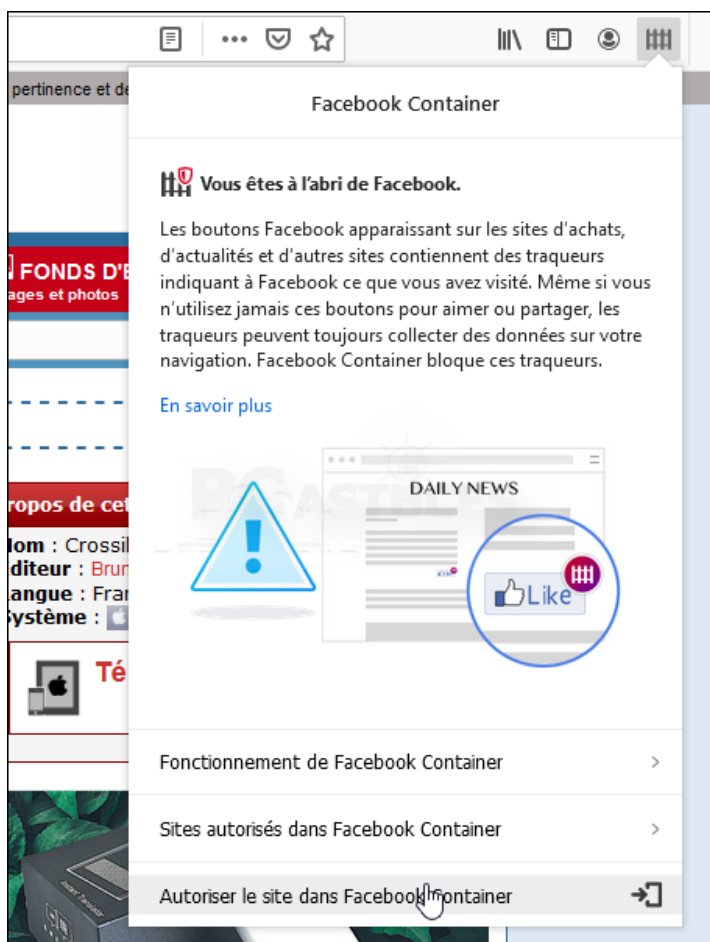 pertinence et de
Facebook Container
Vous êtes à l'abri de Facebook.
Les boutons Facebook apparaissant sur les sites d'achats,
d'actualités et d'autres sites contiennent des traqueurs
indiquant à Facebook ce que vous avez visité. Même si vous
n'utilisez jamais ces boutons pour aimer ou partager, les
traqueurs peuvent toujours collecter des données sur votre
navigation. Facebook Container bloque ces traqueurs.
En savoir plus
FONDS D'E
ages et photos
PCASTUCES
DAILY NEWS
Like
ropos de cet
Nom : Crossil
diteur : Brun
angue : Fran
Système :
Té
Fonctionnement de Facebook Container
Sites autorisés dans Facebook Container
Autoriser le site dans Facebook Container